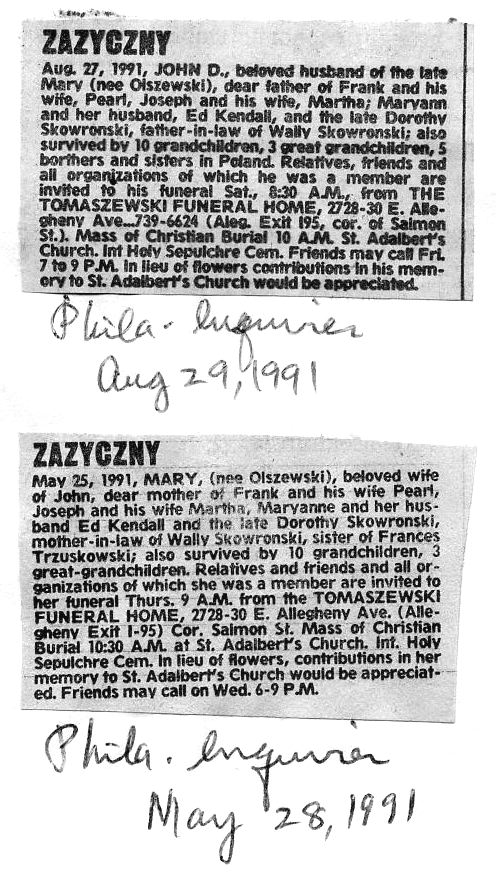 ZAZYCZNY
Aug. 27, 1991, JOHN D., beloved husband of the late
Mary (nee Olszewski), dear father of Frank and his
wife, Pearl, Joseph and his wife, Martha; Maryann
and her husband, Ed Kendall, and the late Dorothy
Skowronski, father-in-law of Wally Skowronski; also
survived by 10 grandchildren, 3 great grandchildren, 5
borthers and sisters in Poland. Relatives, friends and
all organizations of which he was a member are
invited to his funeral Sat., 8:30 A.M., from THE
TOMASZEWSKI FUNERAL HOME, 2728-30 E. Alle-
gheny Ave...739-6624 (Aleg. Exit I95, cor. of Salmon
St.). Mass of Christian Burial 10 A.M. St. Adalbert's
Church. Int Holy Sepulchre Cem. Friends may call Fri.
7 to 9 P.M. In lieu of flowers contributions in his mem-
ory to St. Adalbert's Church would be appreciated.
Phila. Inquirer
Aug 29, 1991
ZAZYCZNY
May 25, 1991, MARY, (nee Olszewski), beloved wife
of John, dear mother of Frank and his wife Pearl,
Joseph and his wife Martha, Maryanne and her hus-
band Ed Kendall and the late Dorothy Skowronski,
mother-in-law of Wally Skowronski, sister of Frances
Trzuskowski; also survived by 10 grandchildren, 3
great-grandchildren. Relatives and friends and all or-
ganizations of which she was a member are invited to
her funeral Thurs. 9 A.M. from the TOMASZEWSKI
FUNERAL HOME, 2728-30 E. Allegheny Ave. (Alle-
gheny Exit I-95) Cor. Salmon St. Mass of Christian
Burial 10:30 A.M. at St. Adalbert's Church. Int. Holy
Sepulchre Cem. In lieu of flowers, contributions in her
memory to St. Adalbert's Church would be appreciat-
ed. Friends may call on Wed. 6-9 P.M.
Phila. Inquirer
May 28, 1991